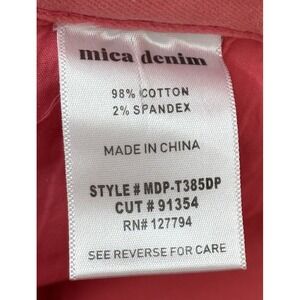 mica denim
98% COTTON
2% SPANDEX
MADE IN CHINA
STYLE # MDP-T385DP
CUT # 91354
RN# 127794
SEE REVERSE FOR CARE